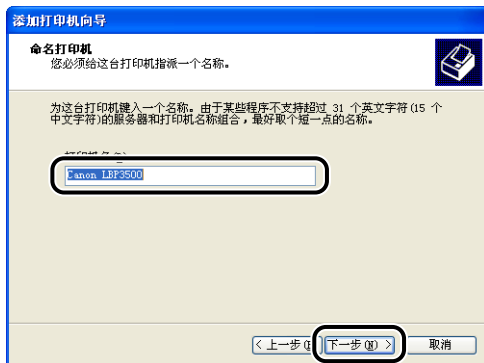 添加打印机向导
命名打印机
您必须给这台打印机指派一个名称。
为这台打印机键入一个名称。由于某些程序不支持超过 31 个英文字符(15 个
中文字符)的服务器和打印机名称组合，最好取个短一点的名称。
Canon LBP3500
< 上一步 下一步(N) > 取消